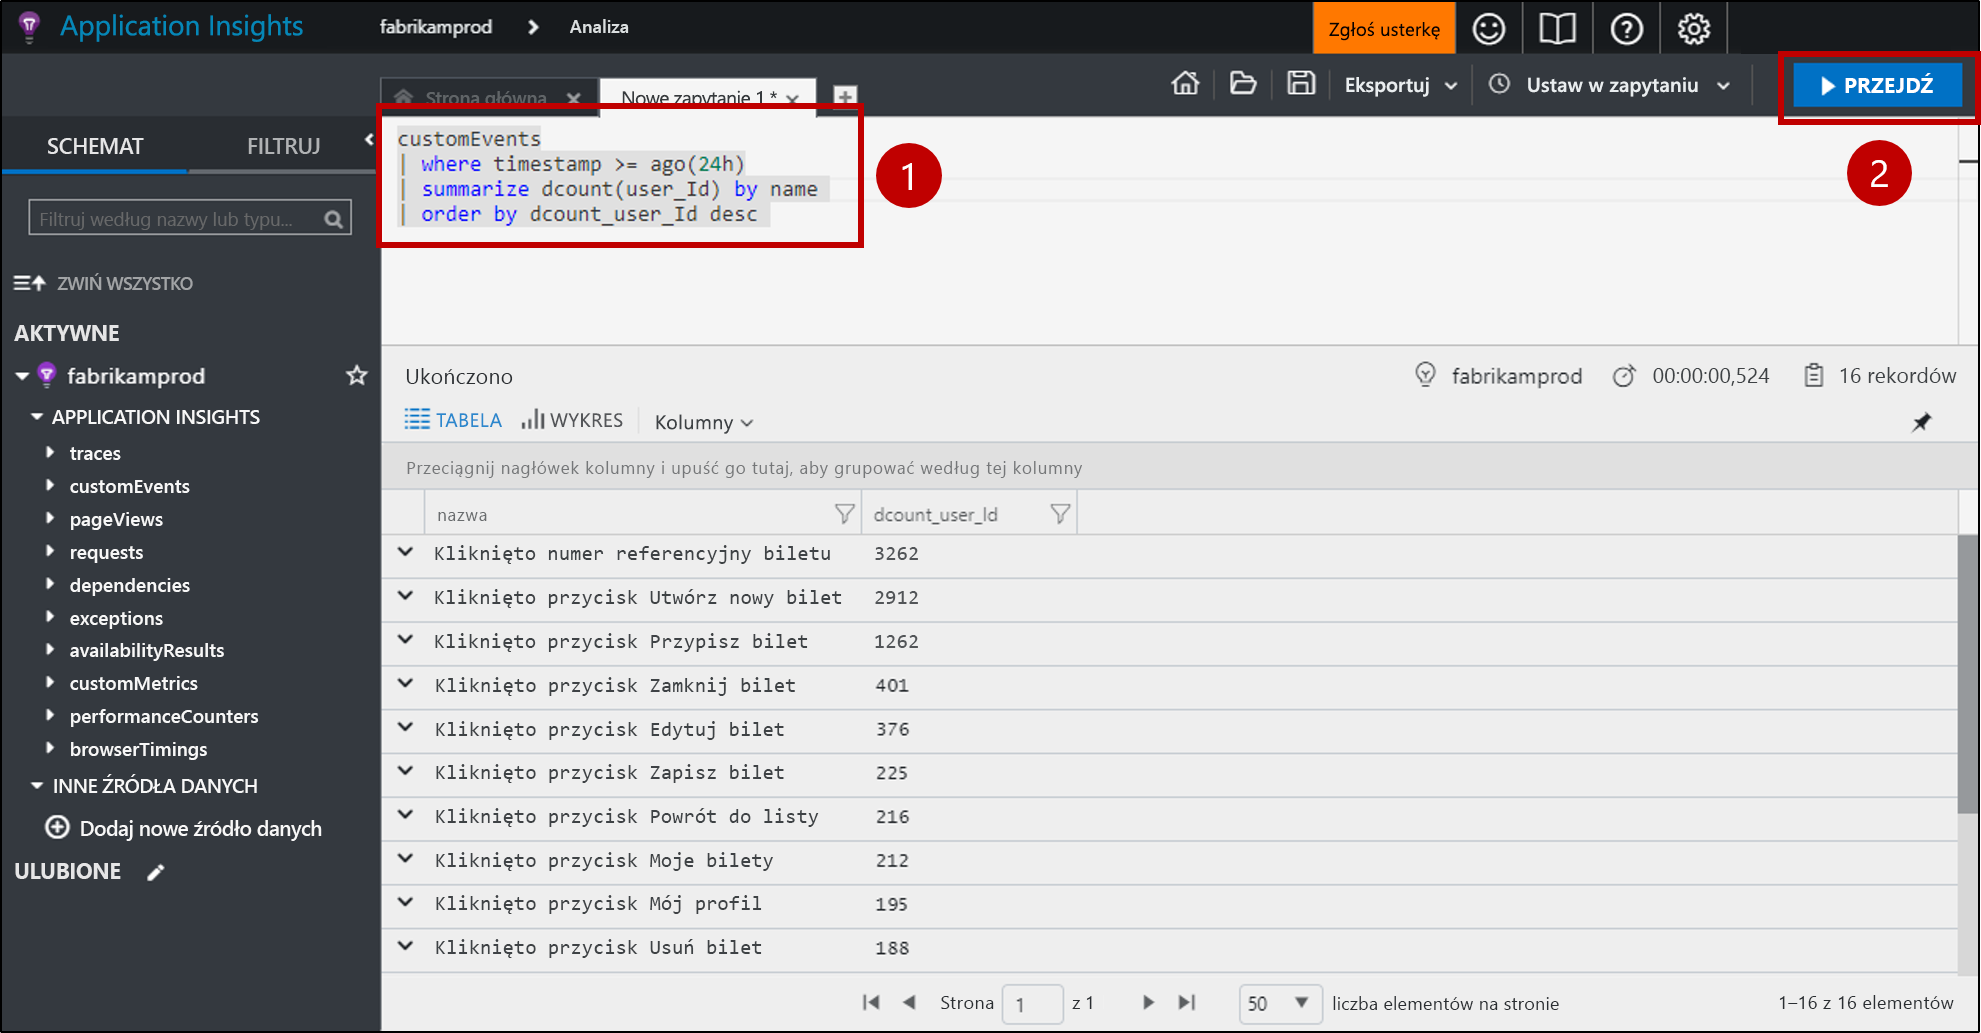 Application Insights
fabrikamprod
Analiza
Zgłoś usterkę
Strona główna
Nowe zapytanie 1 *
Eksportuj
Ustaw w zapytaniu
PRZEJDŹ
SCHEMAT
FILTRUJ
customEvents
| where timestamp >= ago(24h)
| summarize dcount(user_Id) by name
| order by dcount_user_Id desc
1
2
Filtruj według nazwy lub typu...
ZWIŃ WSZYSTKO
AKTYWNE
fabrikamprod
APPLICATION INSIGHTS
traces
customEvents
pageViews
requests
dependencies
exceptions
availabilityResults
customMetrics
performanceCounters
browserTimings
INNE ŹRÓDŁA DANYCH
Dodaj nowe źródło danych
ULUBIONE
Ukończono
fabrikamprod
00:00:00,524
16 rekordów
TABELA
WYKRES
Kolumny
Przeciągnij nagłówek kolumny i upuść go tutaj, aby grupować według tej kolumny
nazwa dcount_user_Id
Kliknięto numer referencyjny biletu 3262
Kliknięto przycisk Utwórz nowy bilet 2912
Kliknięto przycisk Przypisz bilet 1262
Kliknięto przycisk Zamknij bilet 401
Kliknięto przycisk Edytuj bilet 376
Kliknięto przycisk Zapisz bilet 225
Kliknięto przycisk Powrót do listy 216
Kliknięto przycisk Moje bilety 212
Kliknięto przycisk Mój profil 195
Kliknięto przycisk Usuń bilet 188
Strona 1 z 1
50 liczba elementów na stronie
1–16 z 16 elementów